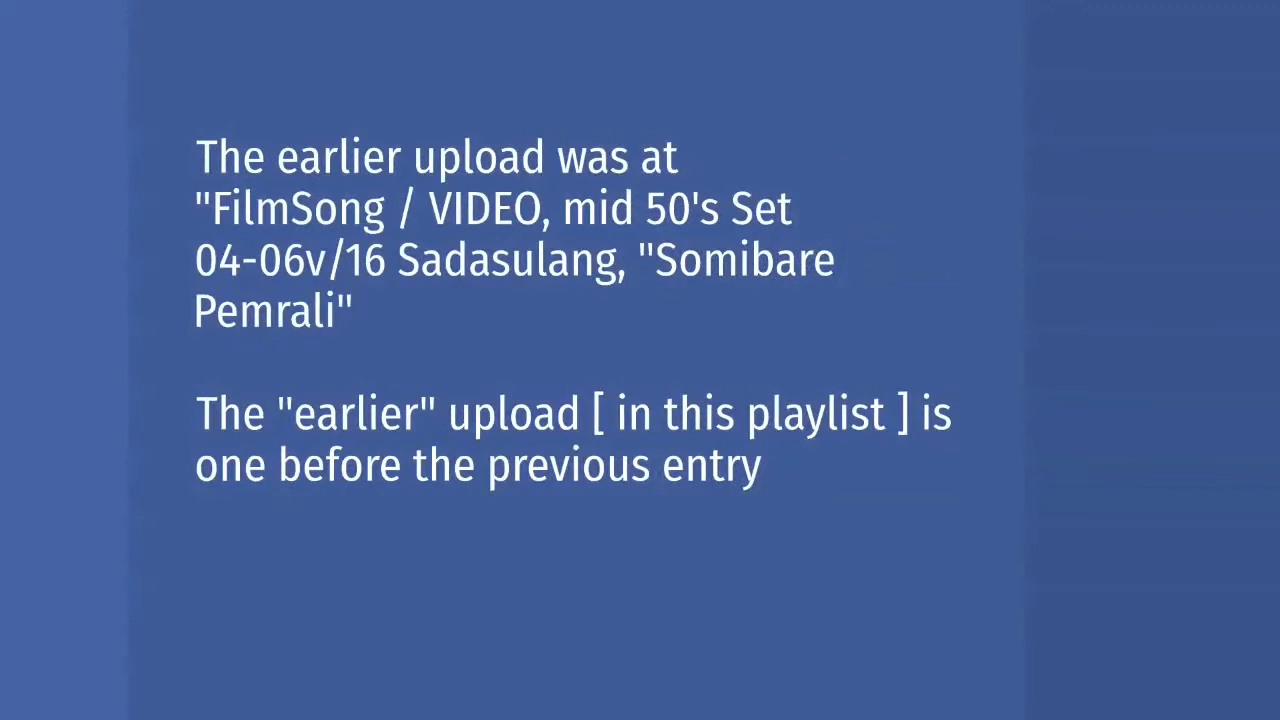 The earlier upload was at
"FilmSong / VIDEO, mid 50's Set
04-06v/16 Sadasulang, "Somibare
Pemrali"
The "earlier" upload [ in this playlist ] is
one before the previous entry